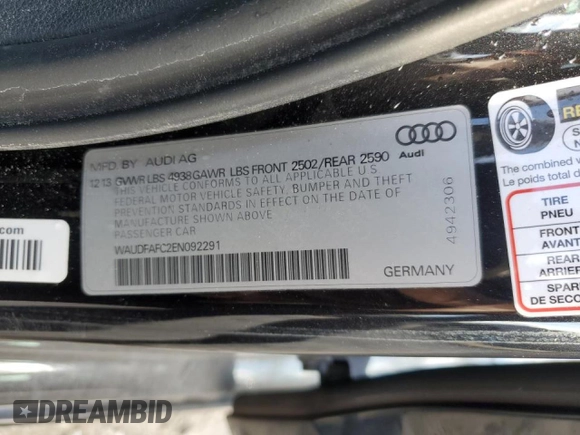 MFD BY AUDI AG
12 13 GVWR LBS 4938 GAWR LBS FRONT 2502/REAR 2590
THIS VEHICLE CONFORMS TO ALL APPLICABLE U.S
FEDERAL MOTOR VEHICLE SAFETY, BUMPER AND THEFT
PREVENTION STANDARDS IN EFFECT ON THE DATE OF
MANUFACTURE SHOWN ABOVE
PASSENGER CAR
WAUDFAFC2EN092291
Audi
4942306
GERMANY
.com
The combined
Le poids total
TIRE
PNEU
FRONT
AVANT
REAR
ARRIER
SPAR
DE SECO
DREAMBID